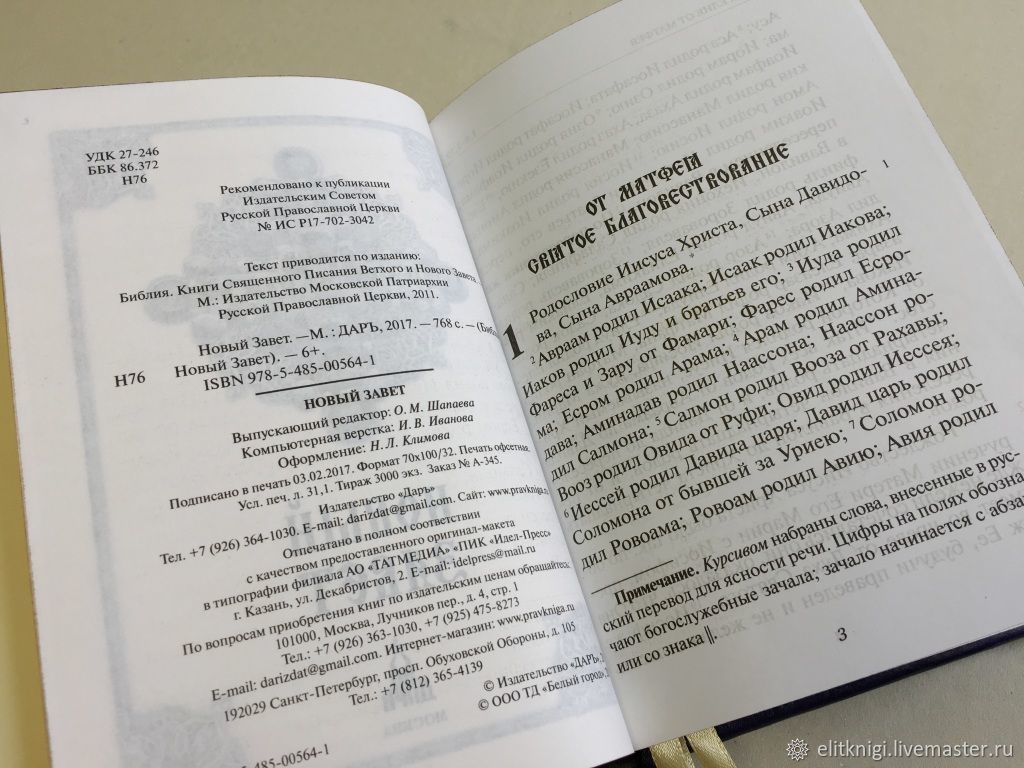 УДК 27-246
ББК 86.372
Н76
Рекомендовано к публикации
Издательским Советом
Русской Православной Церкви
№ ИС Р17-702-3042
Текст приводится по изданию:
Библия. Книги Священного Писания Ветхого и Нового Завета.
М.: Издательство Московской Патриархии
Русской Православной Церкви, 2011.
Новый Завет. —М. : ДАРЪ, 2017. —768 с. — (Библ
Н76 Новый Завет). — 6+.
ISBN 978-5-485-00564-1
НОВЫЙ ЗАВЕТ
Выпускающий редактор: О. М. Шапаева
Компьютерная верстка: И. В. Иванова
Оформление: Н. Л. Климова
Подписано в печать 03.02.2017. Формат 70х100/32. Печать офсетная.
Усл. печ. л. 31,1. Тираж 3000 экз. Заказ № А-345.
Издательство «Даръ»
Тел. +7 (926) 364-1030. E-mail: darizdat@gmail.com. Сайт: www.pravkniga.ru
Отпечатано в полном соответствии
с качеством предоставленного оригинал-макета
в типографии филиала АО «ТАТМЕДИА» «ПИК «Идел-Пресс»
г. Казань, ул. Декабристов, 2. E-mail: idelpress@mail.ru
По вопросам приобретения книг по издательским ценам обращайтесь:
101000, Москва, Лучников пер., д. 4, стр. 1
Тел.: +7 (926) 363-1030, +7 (925) 475-8273
E-mail: darizdat@gmail.com. Интернет-магазин: www.pravkniga.ru
192029 Санкт-Петербург, просп. Обуховской Обороны, д. 105
Тел.: +7 (812) 365-4139
© Издательство «ДАРЪ»,
© ООО ТД «Белый город»,
5-485-00564-1
ОТ МАТФЕЯ
СВЯТОЕ БЛАГОВЕСТВОВАНИЕ
1 Родословие Иисуса Христа, Сына Давидо- 1
ва, Сына Авраамова.*
2 Авраам родил Исаака; Исаак родил Иакова;
Иаков родил Иуду и братьев его; 3 Иуда родил
Фареса и Зару от Фамари; Фарес родил Есро-
ма; Есром родил Арама; 4 Арам родил Амина-
дава; Аминадав родил Наассона; Наассон ро-
дил Салмона; 5 Салмон родил Вооза от Рахавы;
Вооз родил Овида от Руфи; Овид родил Иессея;
6 Иессей родил Давида царя; Давид царь родил
Соломона от бывшей за Уриею; 7 Соломон ро-
дил Ровоама; Ровоам родил Авию; Авия родил
Примечание. Курсивом набраны слова, внесенные в рус-
ский перевод для ясности речи. Цифры на полях обозна
чают богослужебные зачала; зачало начинается с абза
или со знака ||.
3
elitknigi.livemaster.ru